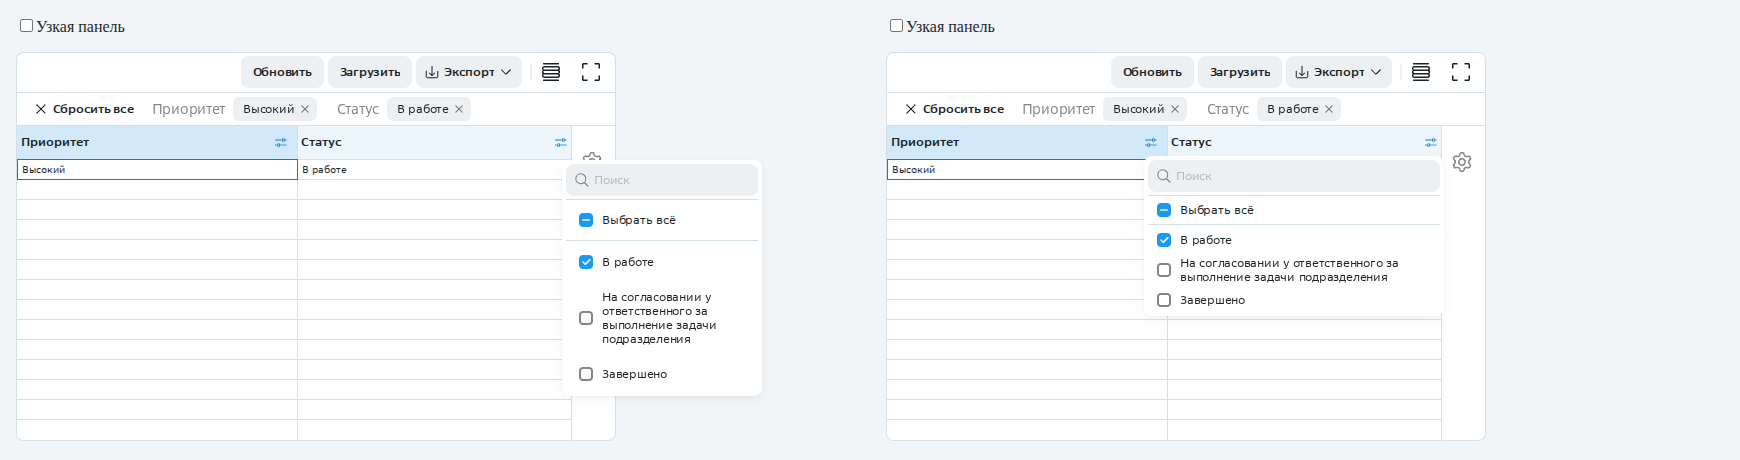 Узкая панель
Обновить Загрузить Экспорт
Сбросить все Приоритет Высокий Статус В работе
Приоритет Статус
Высокий В работе
Поиск
Выбрать всё
В работе
На согласовании у
ответственного за
выполнение задачи
подразделения
Завершено
Узкая панель
Обновить Загрузить Экспорт
Сбросить все Приоритет Высокий Статус В работе
Приоритет Статус
Высокий
Поиск
Выбрать всё
В работе
На согласовании у ответственного за
выполнение задачи подразделения
Завершено